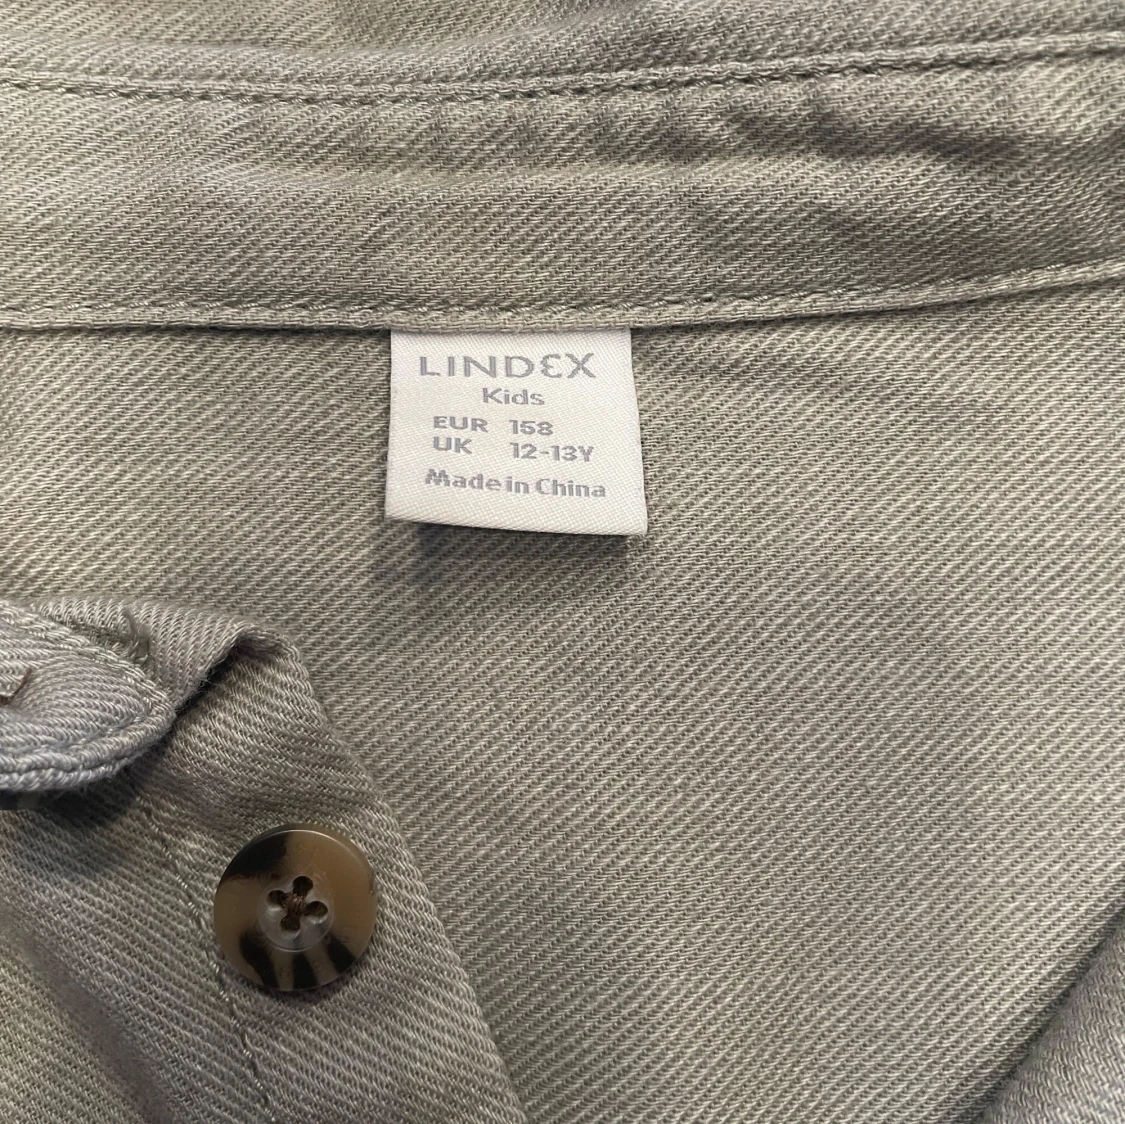 LINDEX
Kids
EUR 158
UK 12-13Y
Made in China